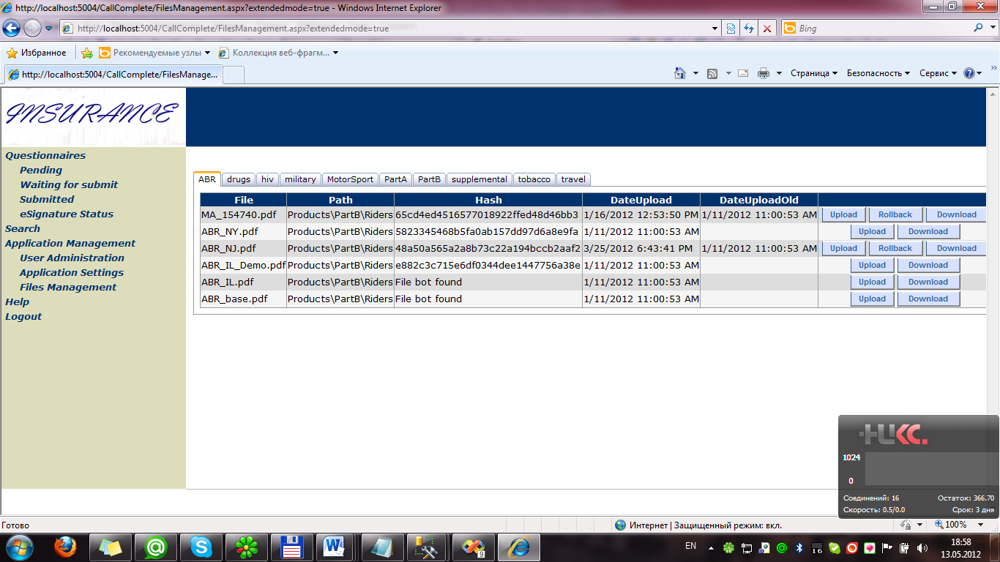 http://localhost:5004/CallComplete/FilesManagement.aspx?extendedmode=true - Windows Internet Explorer
http://localhost:5004/CallComplete/FilesManagement.aspx?extendedmode=true
Bing
Избранное
Рекомендуемые узлы
Коллекция веб-фрагм...
http://localhost:5004/CallComplete/FilesManage...
Страница
Безопасность
Сервис
INSURANCE
Questionnaires
Pending
Waiting for submit
Submitted
eSignature Status
Search
Application Management
User Administration
Application Settings
Files Management
Help
Logout
ABR drugs hiv military MotorSport PartA PartB supplemental tobacco travel
File Path Hash DateUpload DateUploadOld
MA_154740.pdf Products\PartB\Riders 65cd4ed4516577018922ffed48d46bb3 1/16/2012 12:53:50 PM 1/11/2012 11:00:53 AM Upload Rollback Download
ABR_NY.pdf Products\PartB\Riders 5823345468b5fa0ab157dd97d6a8e9fa 1/11/2012 11:00:53 AM Upload Download
ABR_NJ.pdf Products\PartB\Riders 48a50a565a2a8b73c22a194bccb2aaf2 3/25/2012 6:43:41 PM 1/11/2012 11:00:53 AM Upload Rollback Download
ABR_IL_Demo.pdf Products\PartB\Riders e882c3c715e6df0344dee1447756a38e 1/11/2012 11:00:53 AM Upload Download
ABR_IL.pdf Products\PartB\Riders File bot found 1/11/2012 11:00:53 AM Upload Download
ABR_base.pdf Products\PartB\Riders File bot found 1/11/2012 11:00:53 AM Upload Download
НИКС.
1024
0
Соединений: 16 Остаток: 366.70
Скорость: 0.5/0.0 Срок: 3 дня
Готово
Интернет | Защищенный режим: вкл.
100%
EN
16
9
18:58
13.05.2012